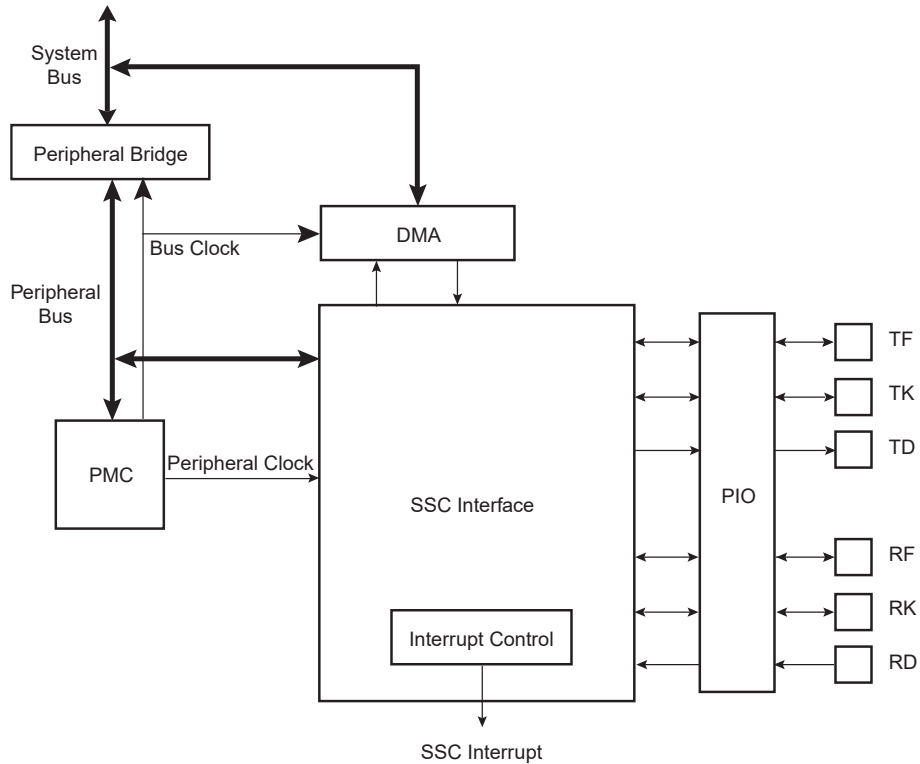 System
Bus
Peripheral Bridge
DMA
Bus Clock
Peripheral
Bus
TF
TK
TD
PMC
Peripheral Clock
SSC Interface
PIO
RF
RK
RD
Interrupt Control
SSC Interrupt